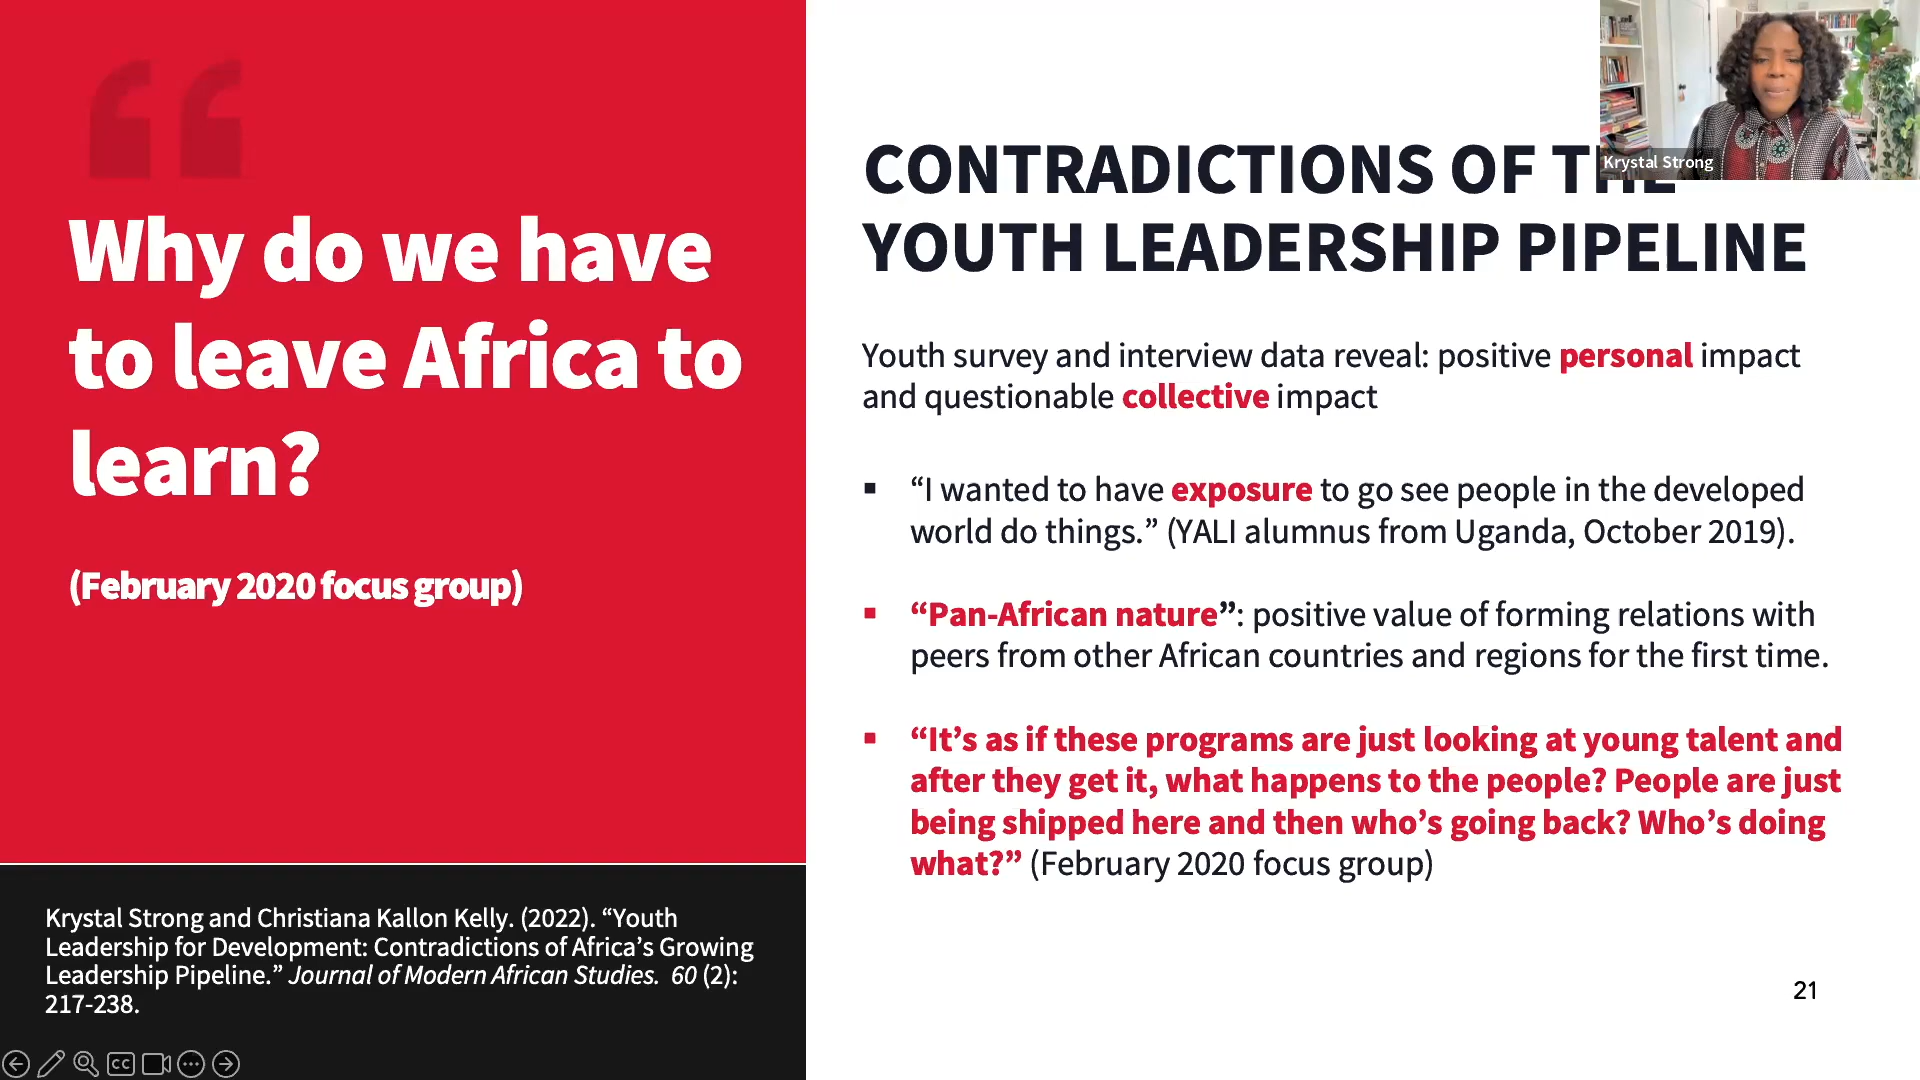 “
Why do we have
to leave Africa to
learn?
(February 2020 focus group)
Krystal Strong and Christiana Kallon Kelly. (2022). “Youth
Leadership for Development: Contradictions of Africa’s Growing
Leadership Pipeline.” Journal of Modern African Studies. 60 (2):
217-238.
CC
CONTRADICTIONS OF THE
YOUTH LEADERSHIP PIPELINE
Krystal Strong
Youth survey and interview data reveal: positive personal impact
and questionable collective impact
▪ “I wanted to have exposure to go see people in the developed
world do things.” (YALI alumnus from Uganda, October 2019).
▪ “Pan-African nature”: positive value of forming relations with
peers from other African countries and regions for the first time.
▪ “It’s as if these programs are just looking at young talent and
after they get it, what happens to the people? People are just
being shipped here and then who’s going back? Who’s doing
what?” (February 2020 focus group)
21